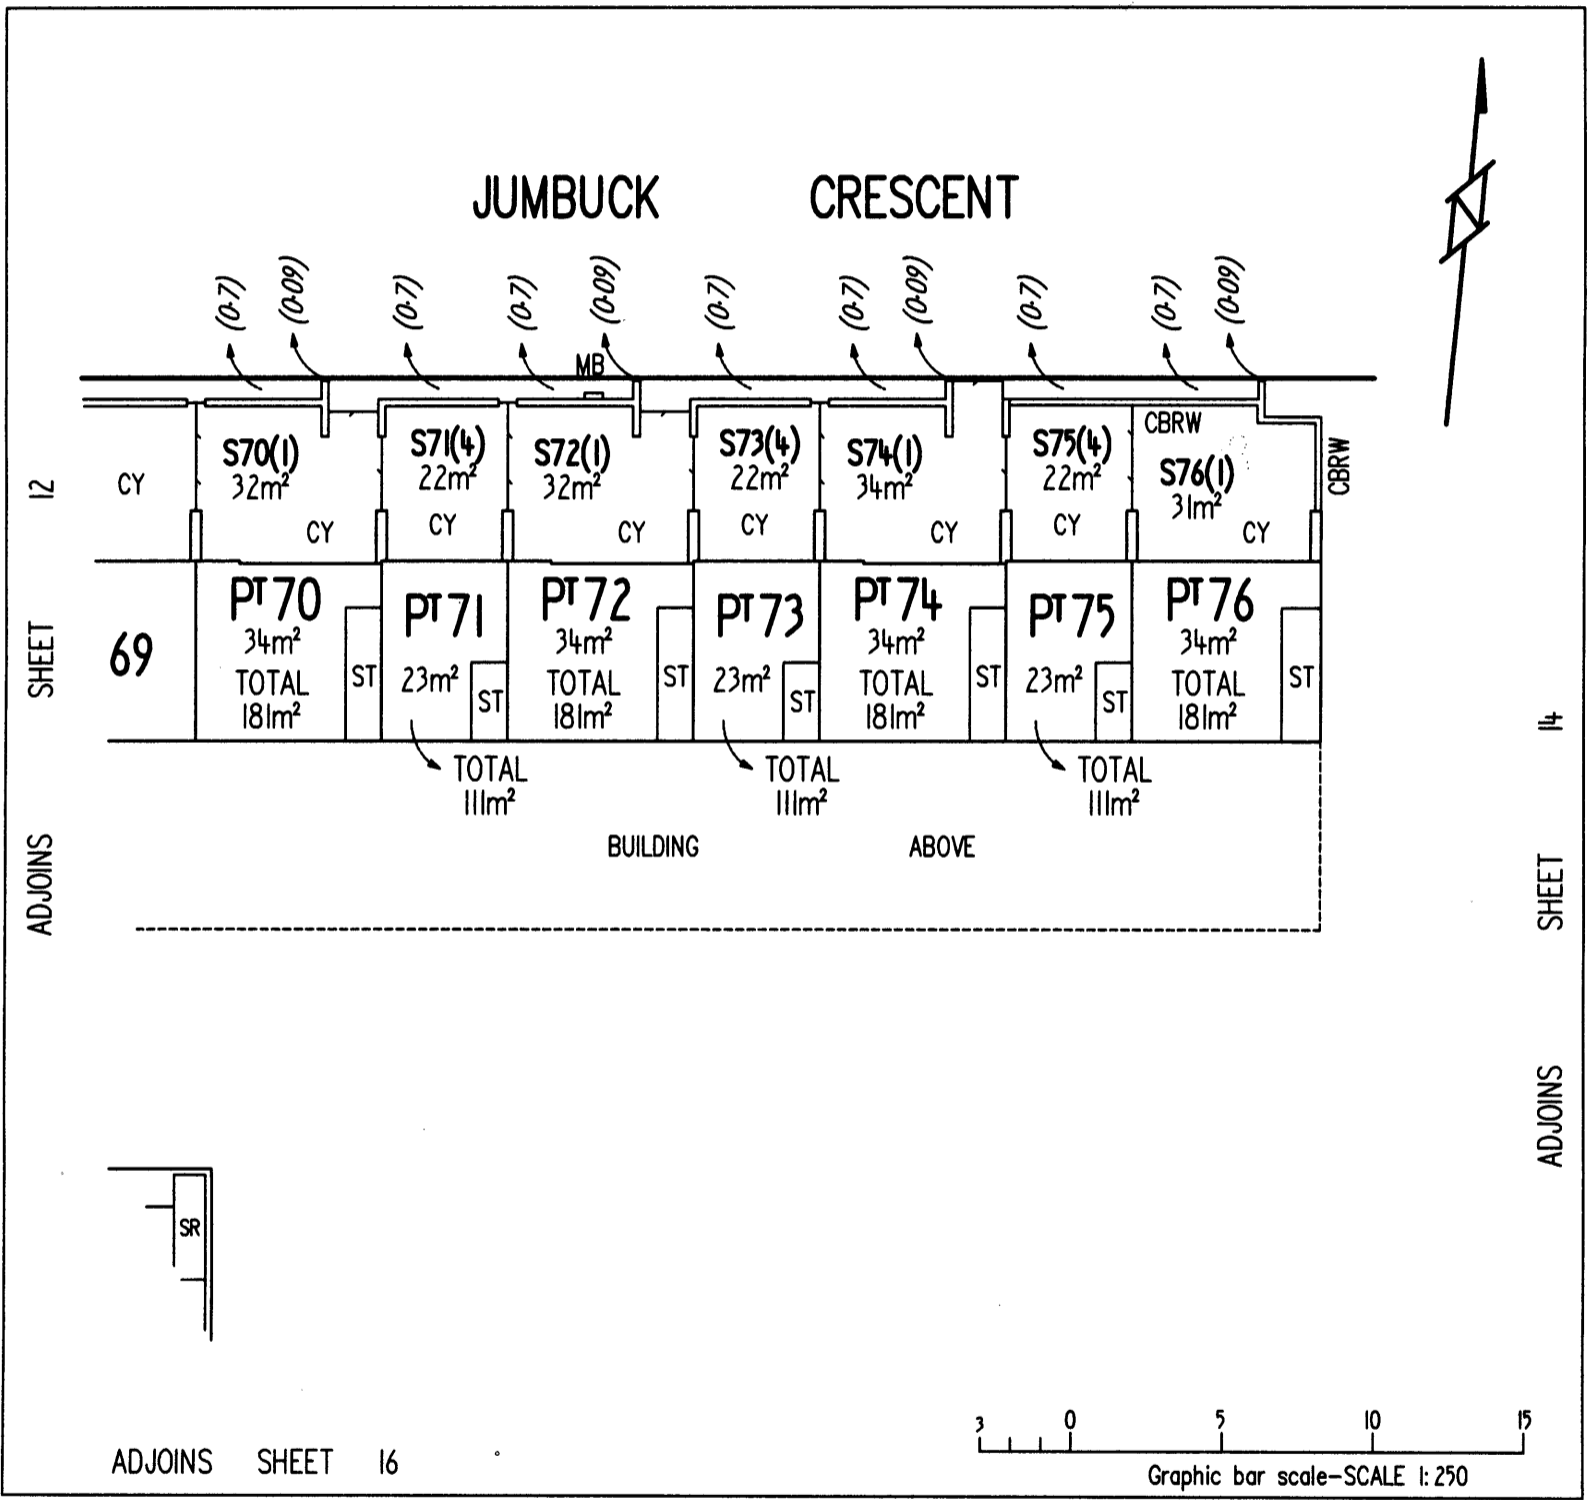 JUMBUCK CRESCENT
(0·7) (0·09) (0·7) (0·7) (0·09) (0·7) (0·7) (0·09) (0·7) (0·7) (0·09)
MB
CY
S70(1)
32m²
CY
S71(4)
22m²
CY
S72(1)
32m²
CY
S73(4)
22m²
CY
S74(1)
34m²
CY
S75(4)
22m²
CY
CBRW
S76(1)
31m²
CY
CBRW
69
PT 70
34m²
TOTAL
181m²
ST
PT 71
23m²
ST
TOTAL
111m²
PT 72
34m²
TOTAL
181m²
ST
PT 73
23m²
ST
TOTAL
111m²
PT 74
34m²
TOTAL
181m²
ST
PT 75
23m²
ST
TOTAL
111m²
PT 76
34m²
TOTAL
181m²
ST
BUILDING ABOVE
ADJOINS SHEET 12
ADJOINS SHEET 14
SR
ADJOINS SHEET 16
3 0 5 10 15
Graphic bar scale-SCALE 1:250